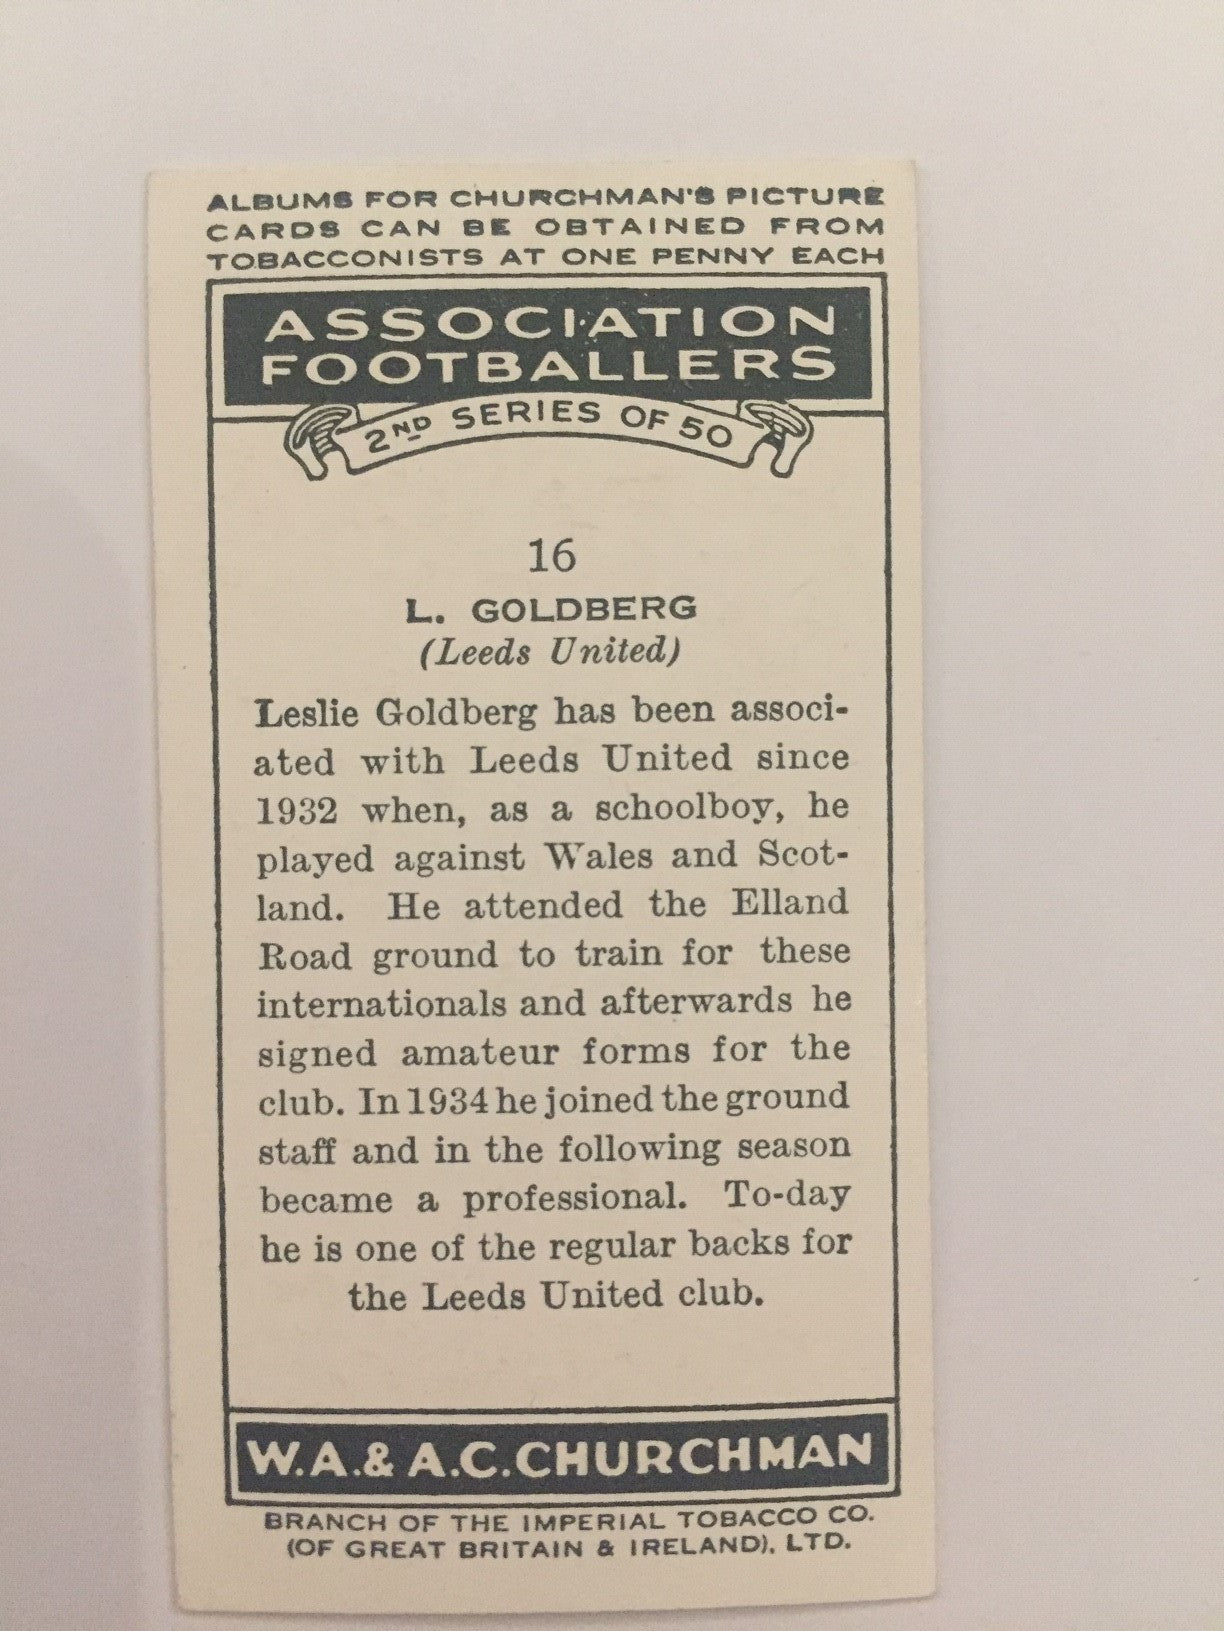 ALBUMS FOR CHURCHMAN'S PICTURE
CARDS CAN BE OBTAINED FROM
TOBACCONISTS AT ONE PENNY EACH
ASSOCIATION
FOOTBALLERS
2ND SERIES OF 50
16
L. GOLDBERG
(Leeds United)
Leslie Goldberg has been associ-
ated with Leeds United since
1932 when, as a schoolboy, he
played against Wales and Scot-
land. He attended the Elland
Road ground to train for these
internationals and afterwards he
signed amateur forms for the
club. In 1934 he joined the ground
staff and in the following season
became a professional. To-day
he is one of the regular backs for
the Leeds United club.
W.A. & A.C. CHURCHMAN
BRANCH OF THE IMPERIAL TOBACCO CO.
(OF GREAT BRITAIN & IRELAND), LTD.